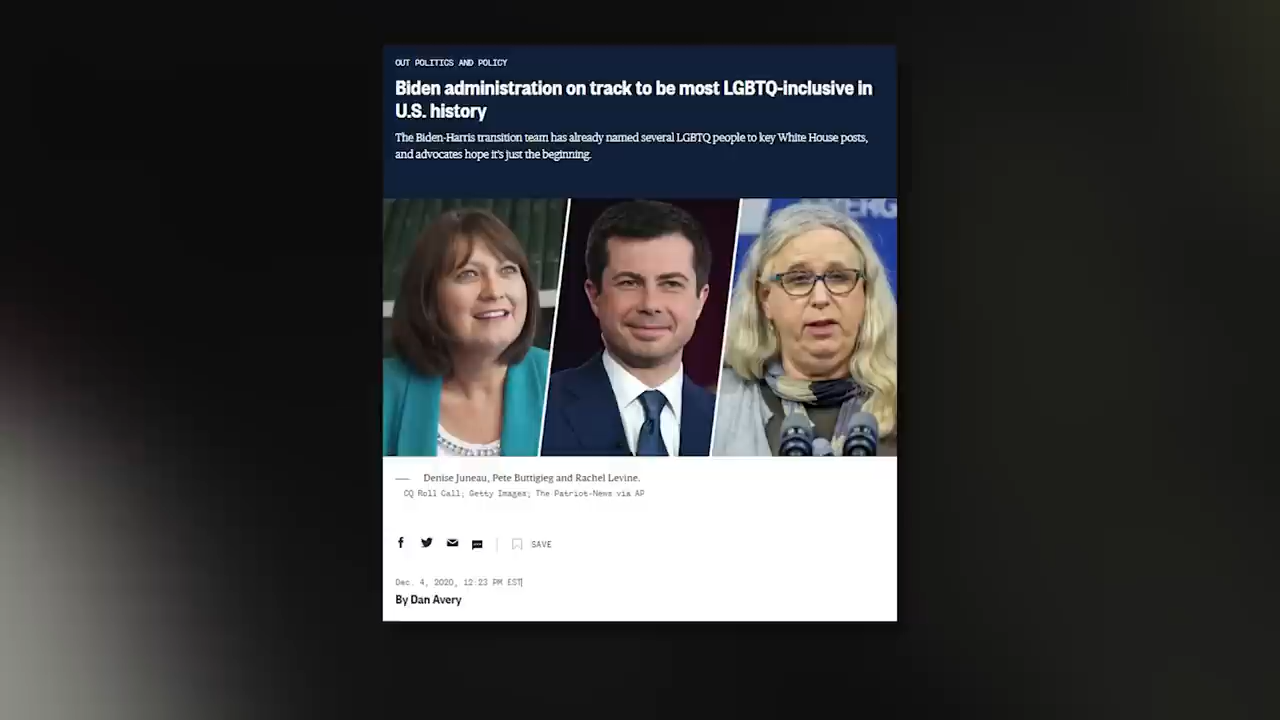 OUT POLITICS AND POLICY
Biden administration on track to be most LGBTQ-inclusive in
U.S. history
The Biden-Harris transition team has already named several LGBTQ people to key White House posts,
and advocates hope it's just the beginning.
ERG
— Denise Juneau, Pete Buttigieg and Rachel Levine.
CQ Roll Call; Getty Images; The Patriot-News via AP
SAVE
Dec. 4, 2020, 12:23 PM EST
By Dan Avery